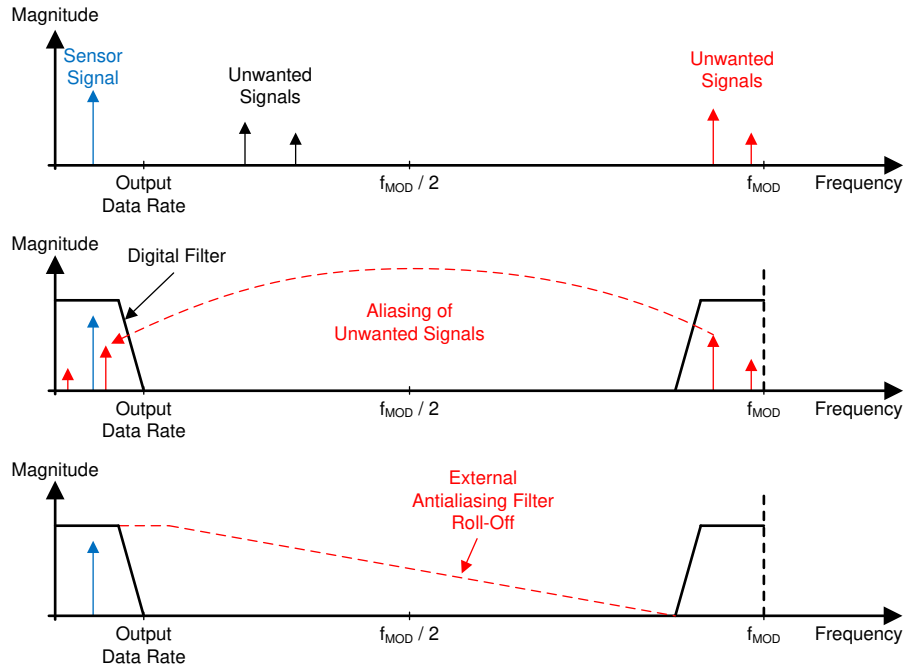 Magnitude
Sensor
Signal
Unwanted
Signals
Unwanted
Signals
Output
Data Rate
fMOD / 2
fMOD
Frequency
Magnitude
Digital Filter
Aliasing of
Unwanted Signals
Output
Data Rate
fMOD / 2
fMOD
Frequency
Magnitude
External
Antialiasing Filter
Roll-Off
Output
Data Rate
fMOD / 2
fMOD
Frequency